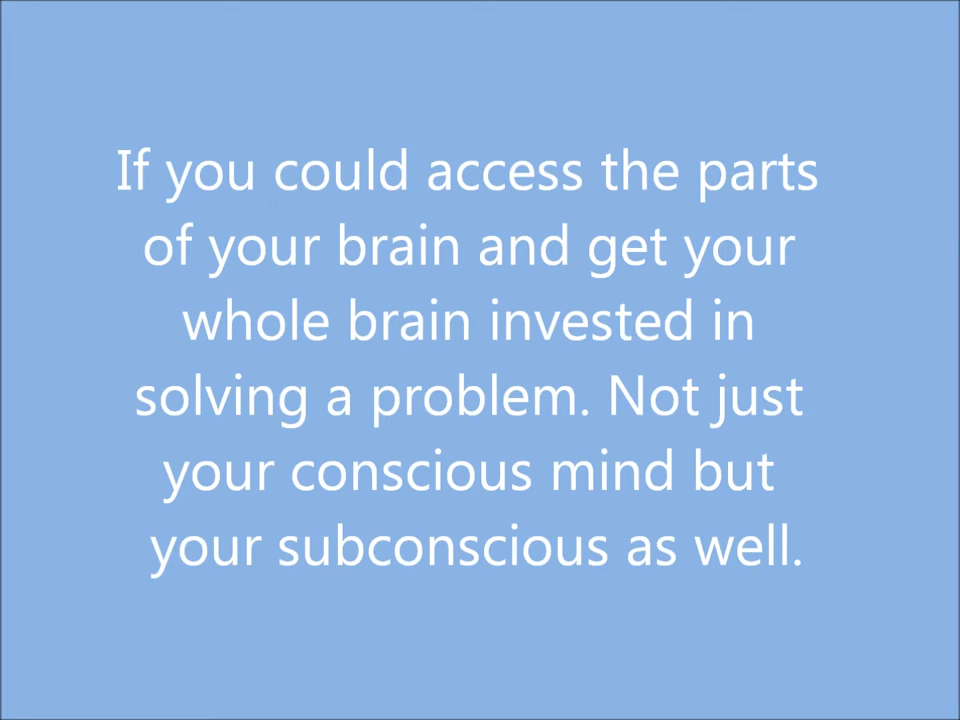 If you could access the parts
of your brain and get your
whole brain invested in
solving a problem. Not just
your conscious mind but
your subconscious as well.